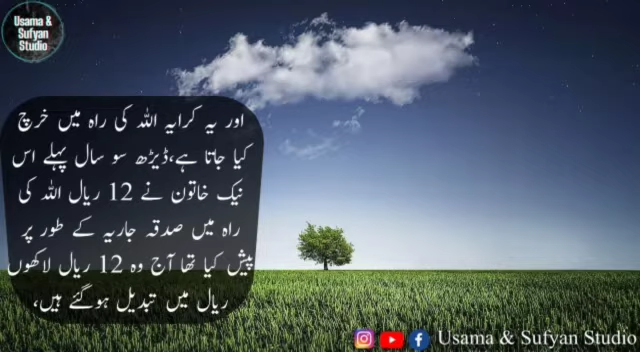 Usama &
Sufyan
Studio
اور یہ کرایہ اللہ کی راہ میں خرچ
کیا جاتا ہے،ڈیڑھ سو سال پہلے اس
نیک خاتون نے 12 ریال اللہ کی
راہ میں صدقہ جاریہ کے طور پر
پیش کیا تھا آج وہ 12 ریال لاکھوں
ریال میں تبدیل ہوگئے ہیں،
Usama & Sufyan Studio